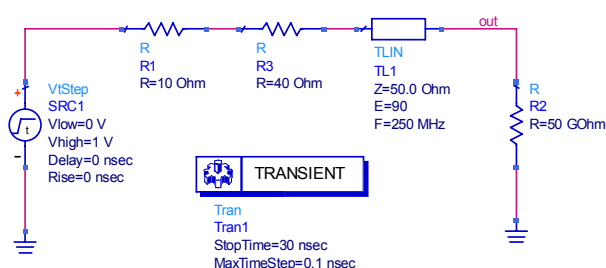 out
R
R1
R=10 Ohm
R
R3
R=40 Ohm
TLIN
TL1
Z=50.0 Ohm
E=90
F=250 MHz
+
VtStep
SRC1
Vlow=0 V
Vhigh=1 V
Delay=0 nsec
Rise=0 nsec
t
-
R
R2
R=50 GOhm
TRANSIENT
Tran
Tran1
StopTime=30 nsec
MaxTimeStep=0.1 nsec